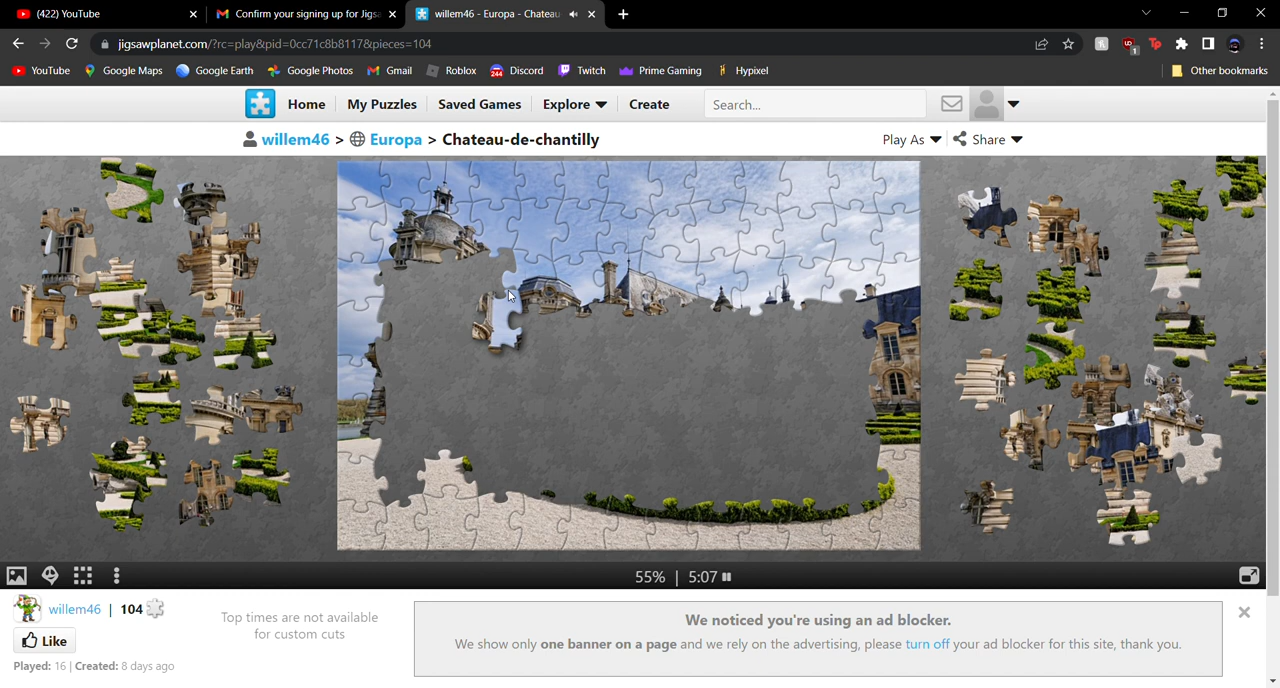 (422) YouTube
Confirm your signing up for Jigsa
willem46 - Europa - Chateau
jigsawplanet.com/?rc=play&pid=0cc71c8b8117&pieces=104
YouTube Google Maps Google Earth Google Photos Gmail Roblox Discord Twitch Prime Gaming Hypixel Other bookmarks
Home My Puzzles Saved Games Explore Create Search...
willem46 > Europa > Chateau-de-chantilly Play As Share
55% | 5:07
willem46 | 104
Like
Played: 16 | Created: 8 days ago
Top times are not available
for custom cuts
We noticed you're using an ad blocker.
We show only one banner on a page and we rely on the advertising, please turn off your ad blocker for this site, thank you.